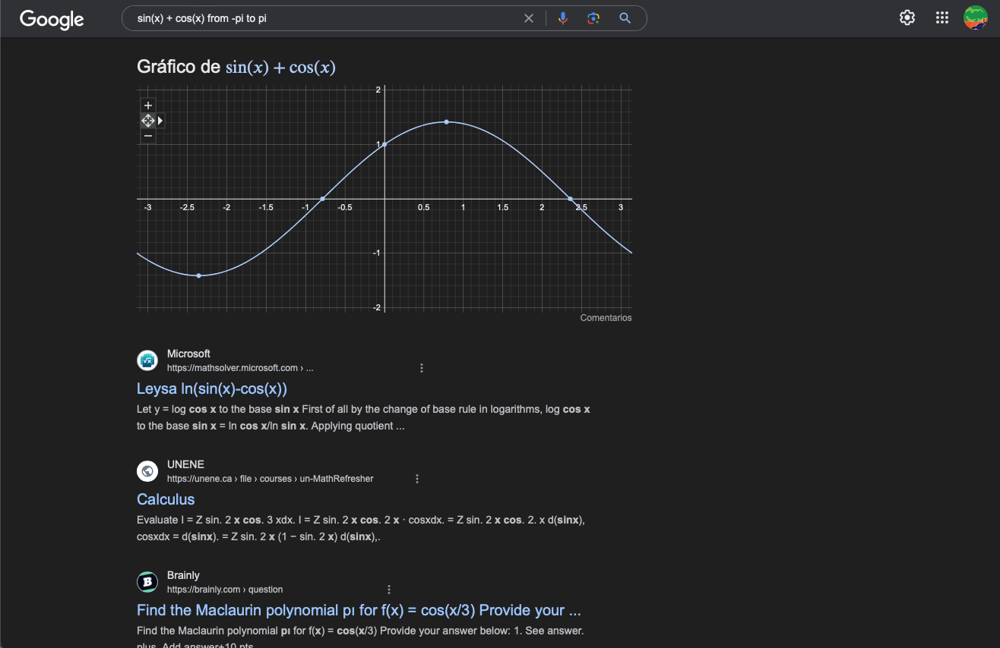 Google
sin(x) + cos(x) from -pi to pi
Gráfico de sin(x) + cos(x)
2
1
-3 -2.5 -2 -1.5 -1 -0.5 0.5 1 1.5 2 2.5 3
-1
-2
Comentarios
Microsoft
https://mathsolver.microsoft.com › ...
Leysa ln(sin(x)-cos(x))
Let y = log cos x to the base sin x First of all by the change of base rule in logarithms, log cos x
to the base sin x = ln cos x/ln sin x. Applying quotient ...
UNENE
https://unene.ca › file › courses › un-MathRefresher
Calculus
Evaluate I = Z sin. 2 x cos. 3 xdx. I = Z sin. 2 x cos. 2 x · cosxdx. = Z sin. 2 x cos. 2. x d(sinx),
cosxdx = d(sinx). = Z sin. 2 x (1 − sin. 2 x) d(sinx),.
Brainly
https://brainly.com › question
Find the Maclaurin polynomial pı for f(x) = cos(x/3) Provide your ...
Find the Maclaurin polynomial pı for f(x) = cos(x/3) Provide your answer below: 1. See answer.
plus. Add answer+10 pts.